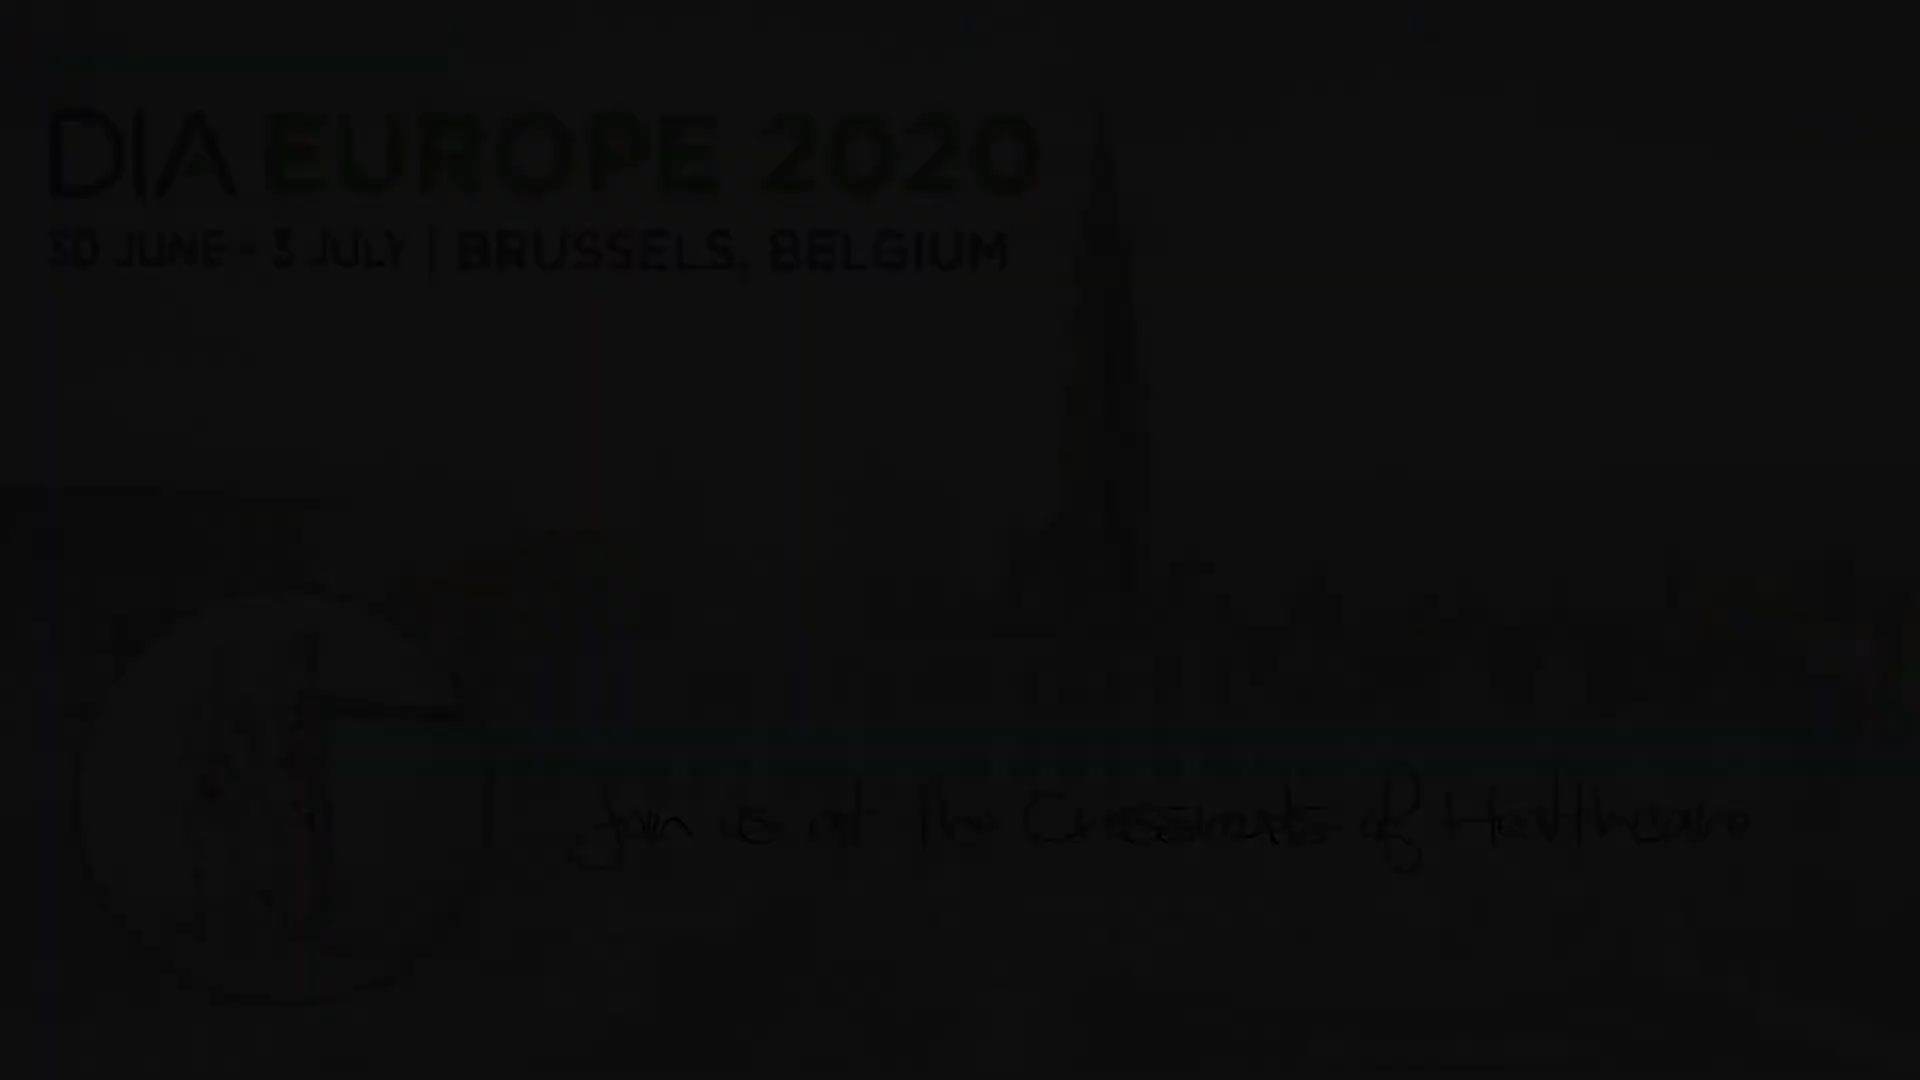 DIA EUROPE 2020
30 JUNE - 3 JULY | BRUSSELS, BELGIUM
Join us at the Crossroads of Healthcare